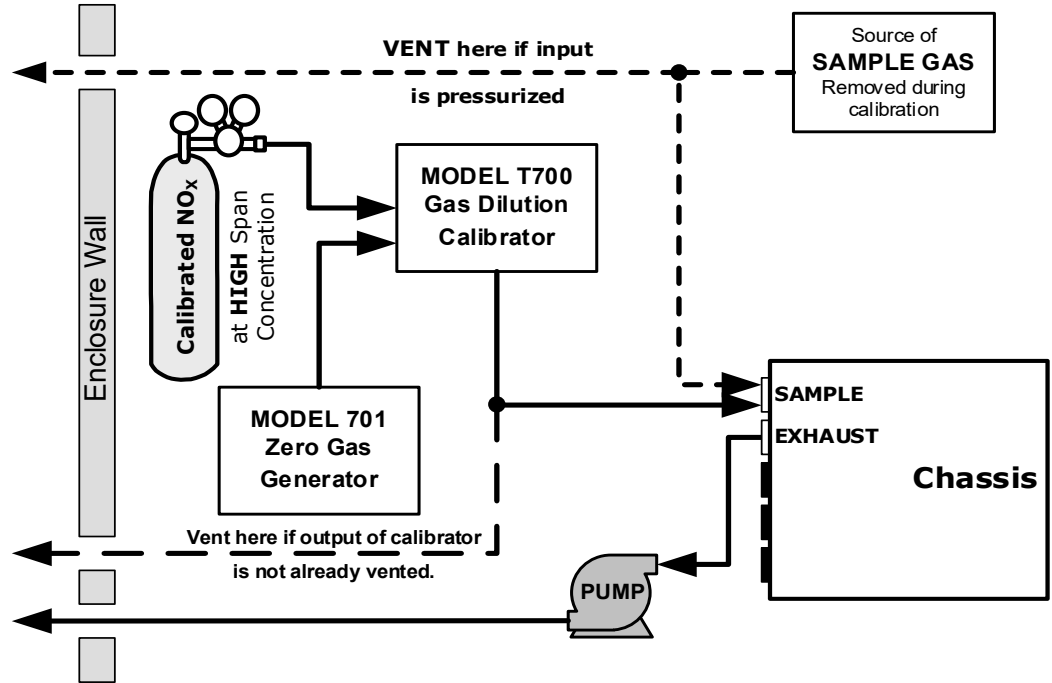 VENT here if input
is pressurized
Source of
SAMPLE GAS
Removed during
calibration
Enclosure Wall
Calibrated NOX
at HIGH Span
Concentration
MODEL T700
Gas Dilution
Calibrator
MODEL 701
Zero Gas
Generator
SAMPLE
EXHAUST
Chassis
Vent here if output of calibrator
is not already vented.
PUMP